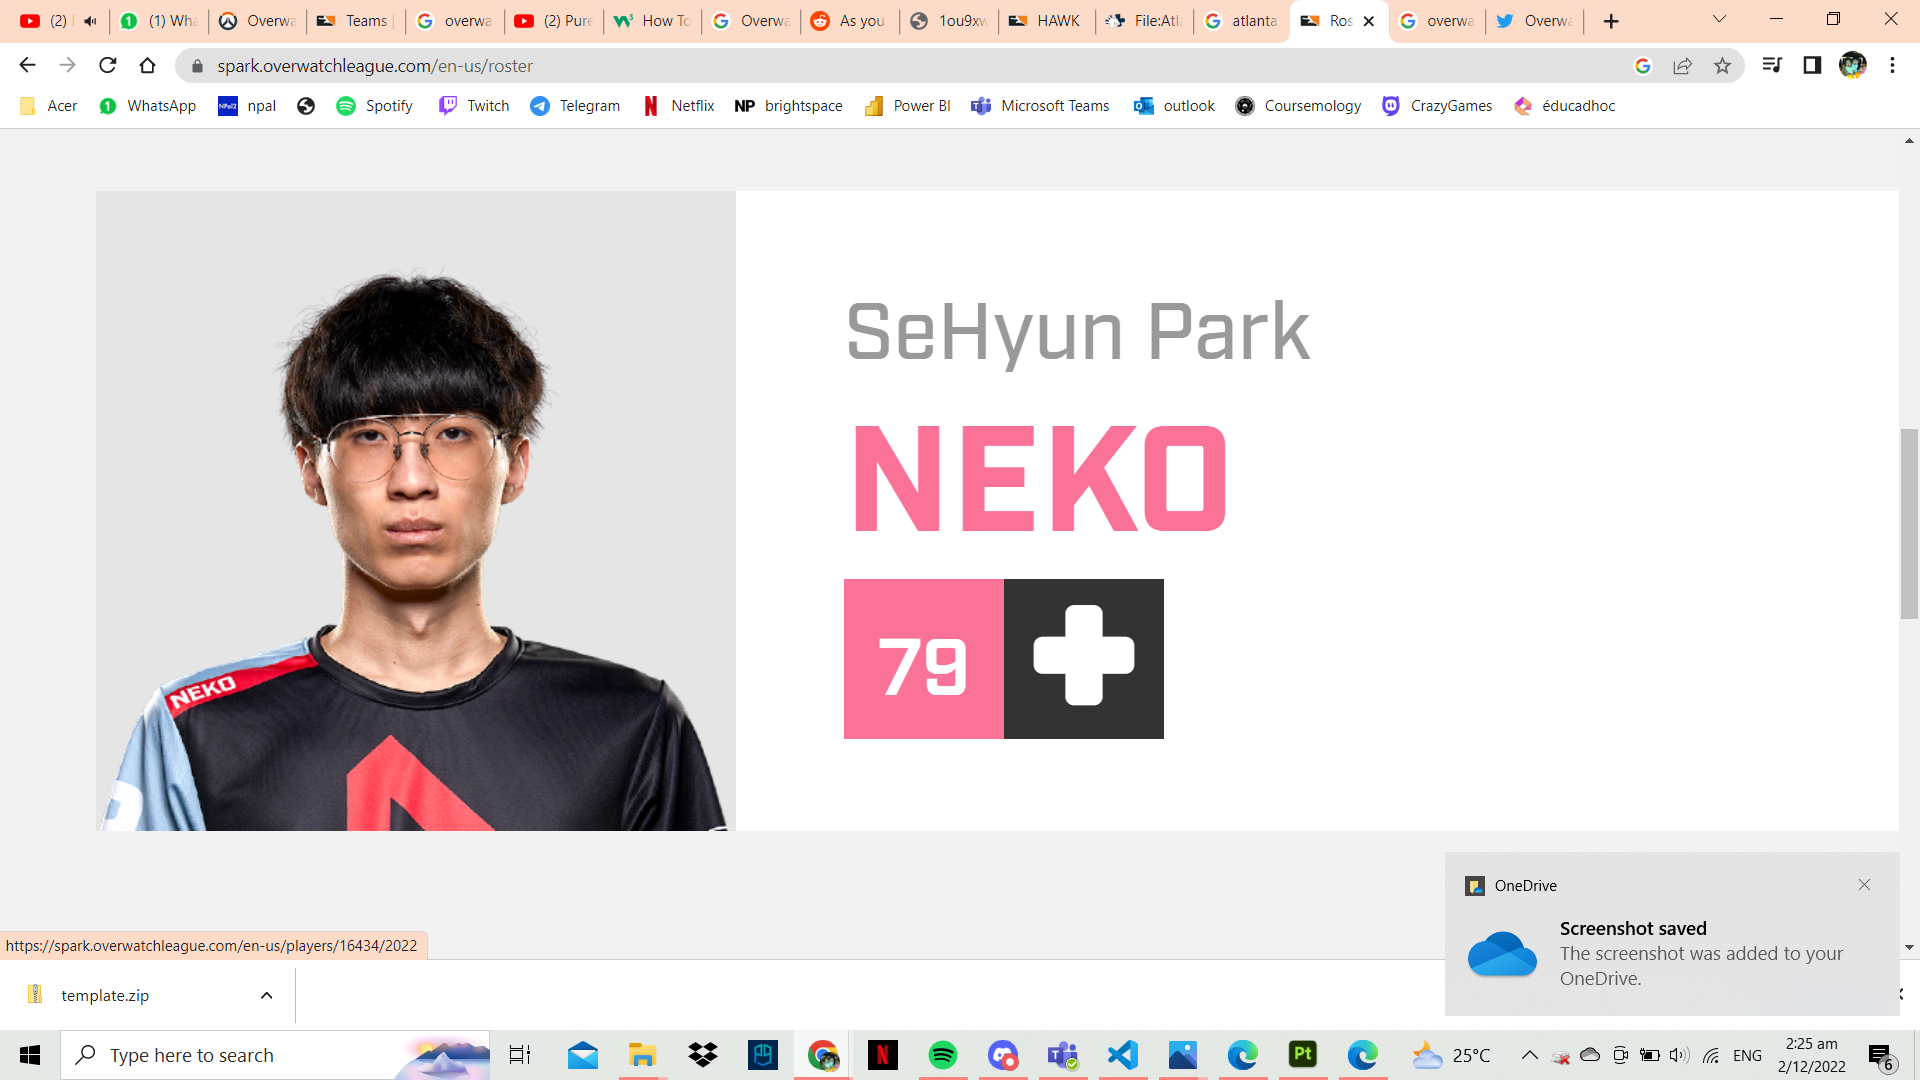 (2) (1) Wha Overwa Teams overwa (2) Pure How To Overwa As you 1ou9xw HAWK File:Atla atlanta Ros overwa Overwa
spark.overwatchleague.com/en-us/roster
Acer WhatsApp NPal2 npal Spotify Twitch Telegram Netflix NP brightspace Power BI Microsoft Teams outlook Coursemology CrazyGames éducadhoc
SeHyun Park
NEKO
79
NEKO
OneDrive
Screenshot saved
The screenshot was added to your
OneDrive.
https://spark.overwatchleague.com/en-us/players/16434/2022
template.zip
Type here to search
Pt
25°C
ENG
2:25 am
2/12/2022
6